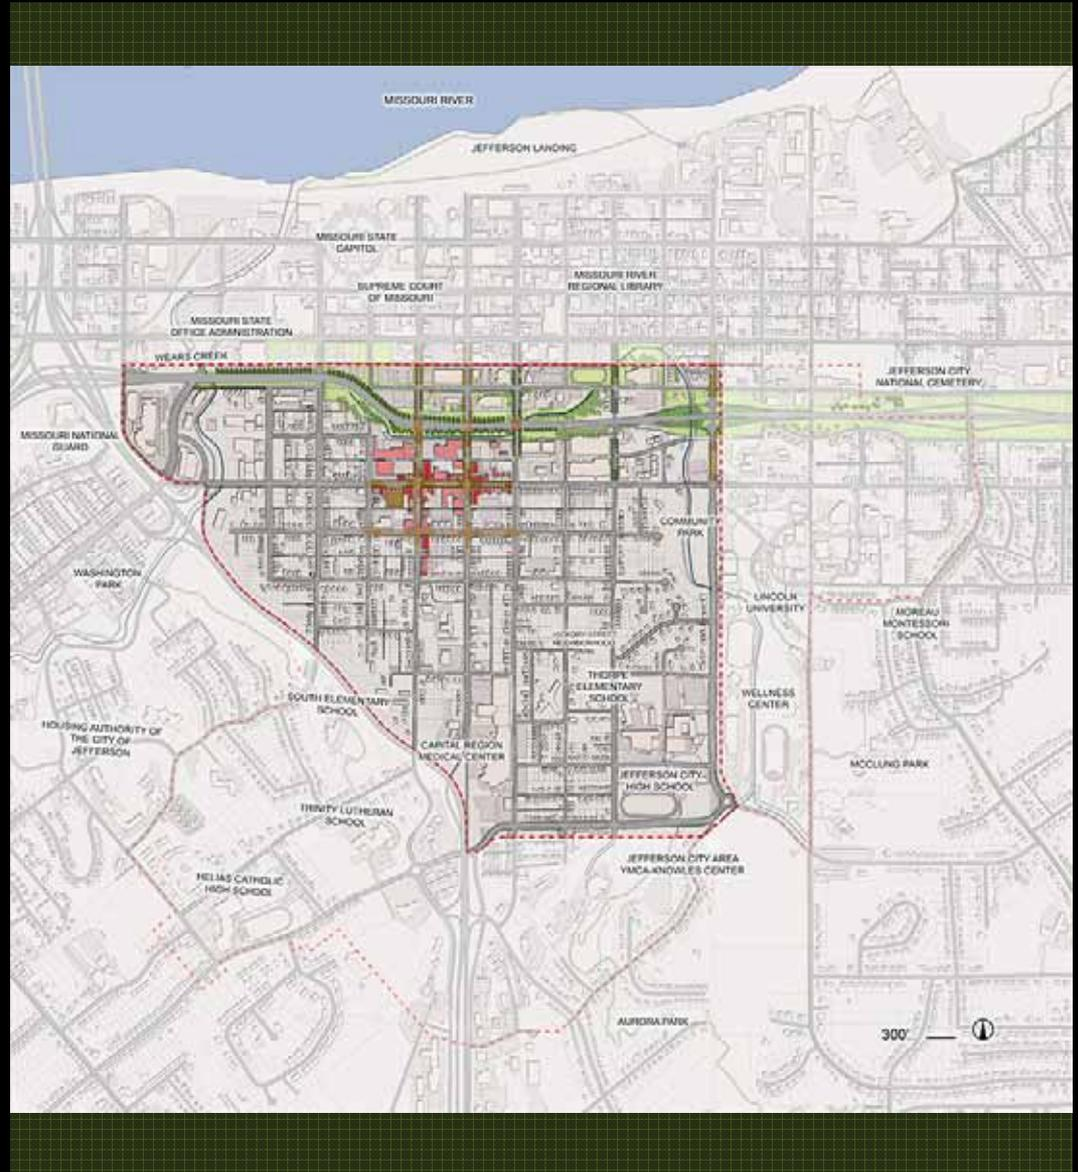 MISSOURI RIVER
JEFFERSON LANDING
MISSOURI STATE
CAPITOL
SUPREME COURT
OF MISSOURI
MISSOURI RIVER
REGIONAL LIBRARY
MISSOURI STATE
OFFICE ADMINISTRATION
WEARS CREEK
JEFFERSON CITY
NATIONAL CEMETERY
MISSOURI NATIONAL
GUARD
COMMUNITY
PARK
WASHINGTON
PARK
LINCOLN
UNIVERSITY
MOREAU
MONTESSORI
SCHOOL
HICKORY STREET
NEIGHBORHOOD
THORPE
ELEMENTARY
SCHOOL
SOUTH ELEMENTARY
SCHOOL
WELLNESS
CENTER
HOUSING AUTHORITY OF
THE CITY OF
JEFFERSON
CAPITAL REGION
MEDICAL CENTER
MCCLUNG PARK
JEFFERSON CITY
HIGH SCHOOL
TRINITY LUTHERAN
SCHOOL
JEFFERSON CITY AREA
YMCA-KNOWLES CENTER
HELIAS CATHOLIC
HIGH SCHOOL
AURORA PARK
300'